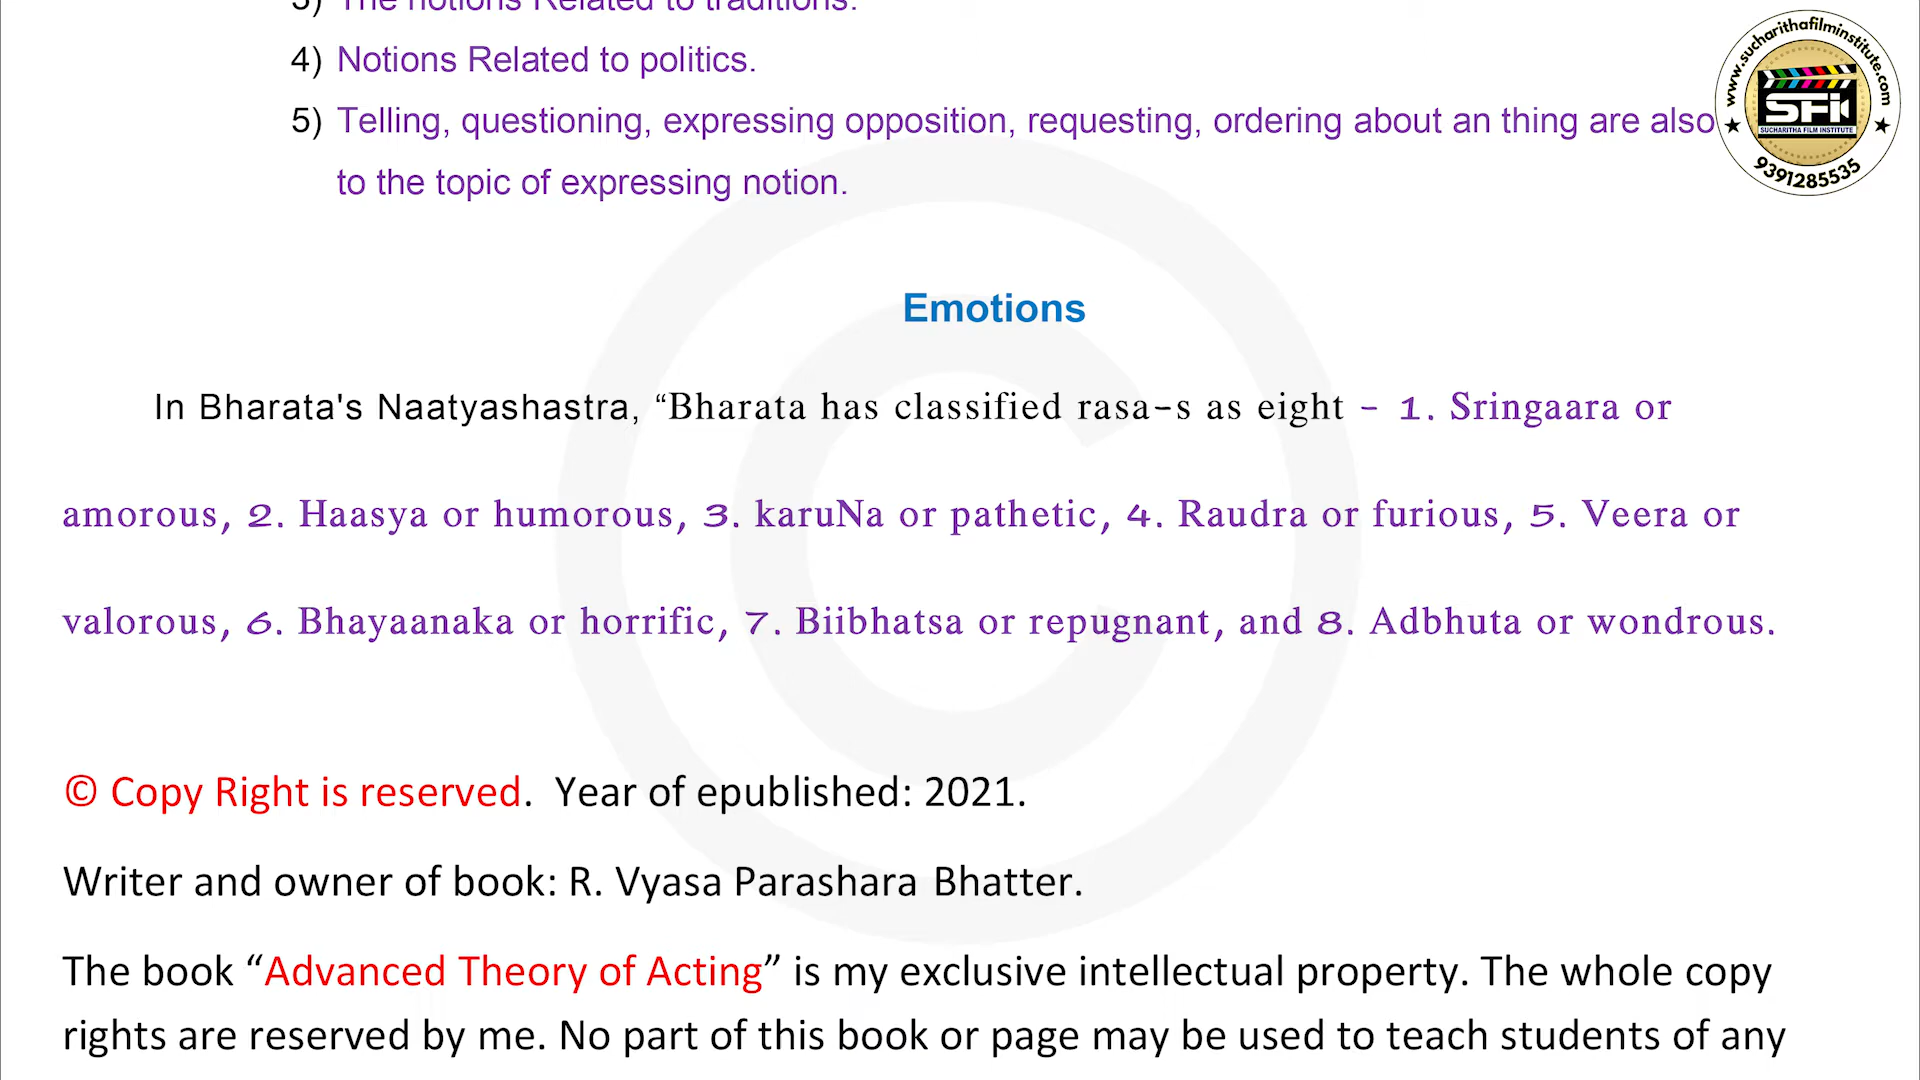 3) The notions Related to traditions.
4) Notions Related to politics.
5) Telling, questioning, expressing opposition, requesting, ordering about an thing are also
to the topic of expressing notion.
www.sucharithafilminstitute.com
SFI
SUCHARITHA FILM INSTITUTE
9391285535
Emotions
In Bharata's Naatyashastra, “Bharata has classified rasa-s as eight - 1. Sringaara or
amorous, 2. Haasya or humorous, 3. karuNa or pathetic, 4. Raudra or furious, 5. Veera or
valorous, 6. Bhayaanaka or horrific, 7. Biibhatsa or repugnant, and 8. Adbhuta or wondrous.
© Copy Right is reserved. Year of epublished: 2021.
Writer and owner of book: R. Vyasa Parashara Bhatter.
The book “Advanced Theory of Acting” is my exclusive intellectual property. The whole copy
rights are reserved by me. No part of this book or page may be used to teach students of any